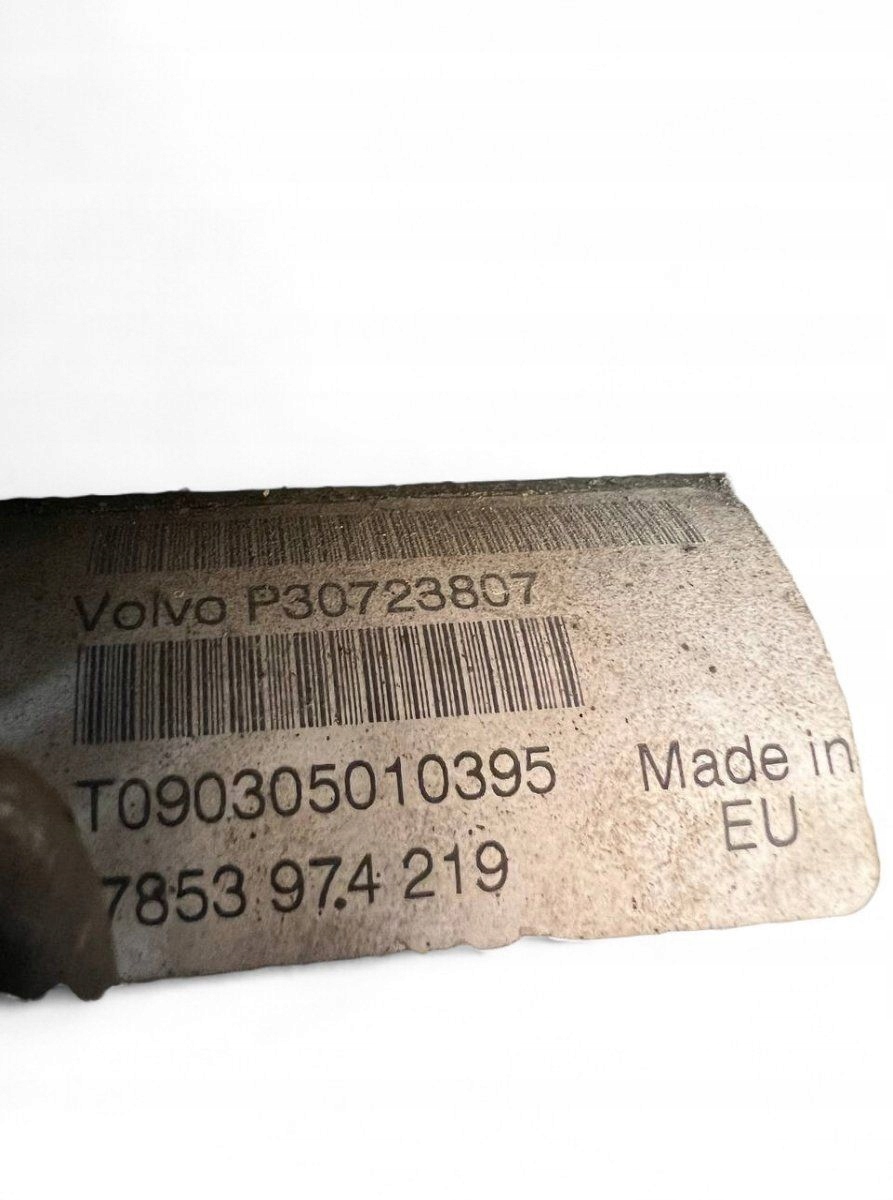 Volvo P30723807
T090305010395
Made in
EU
7853 974 219